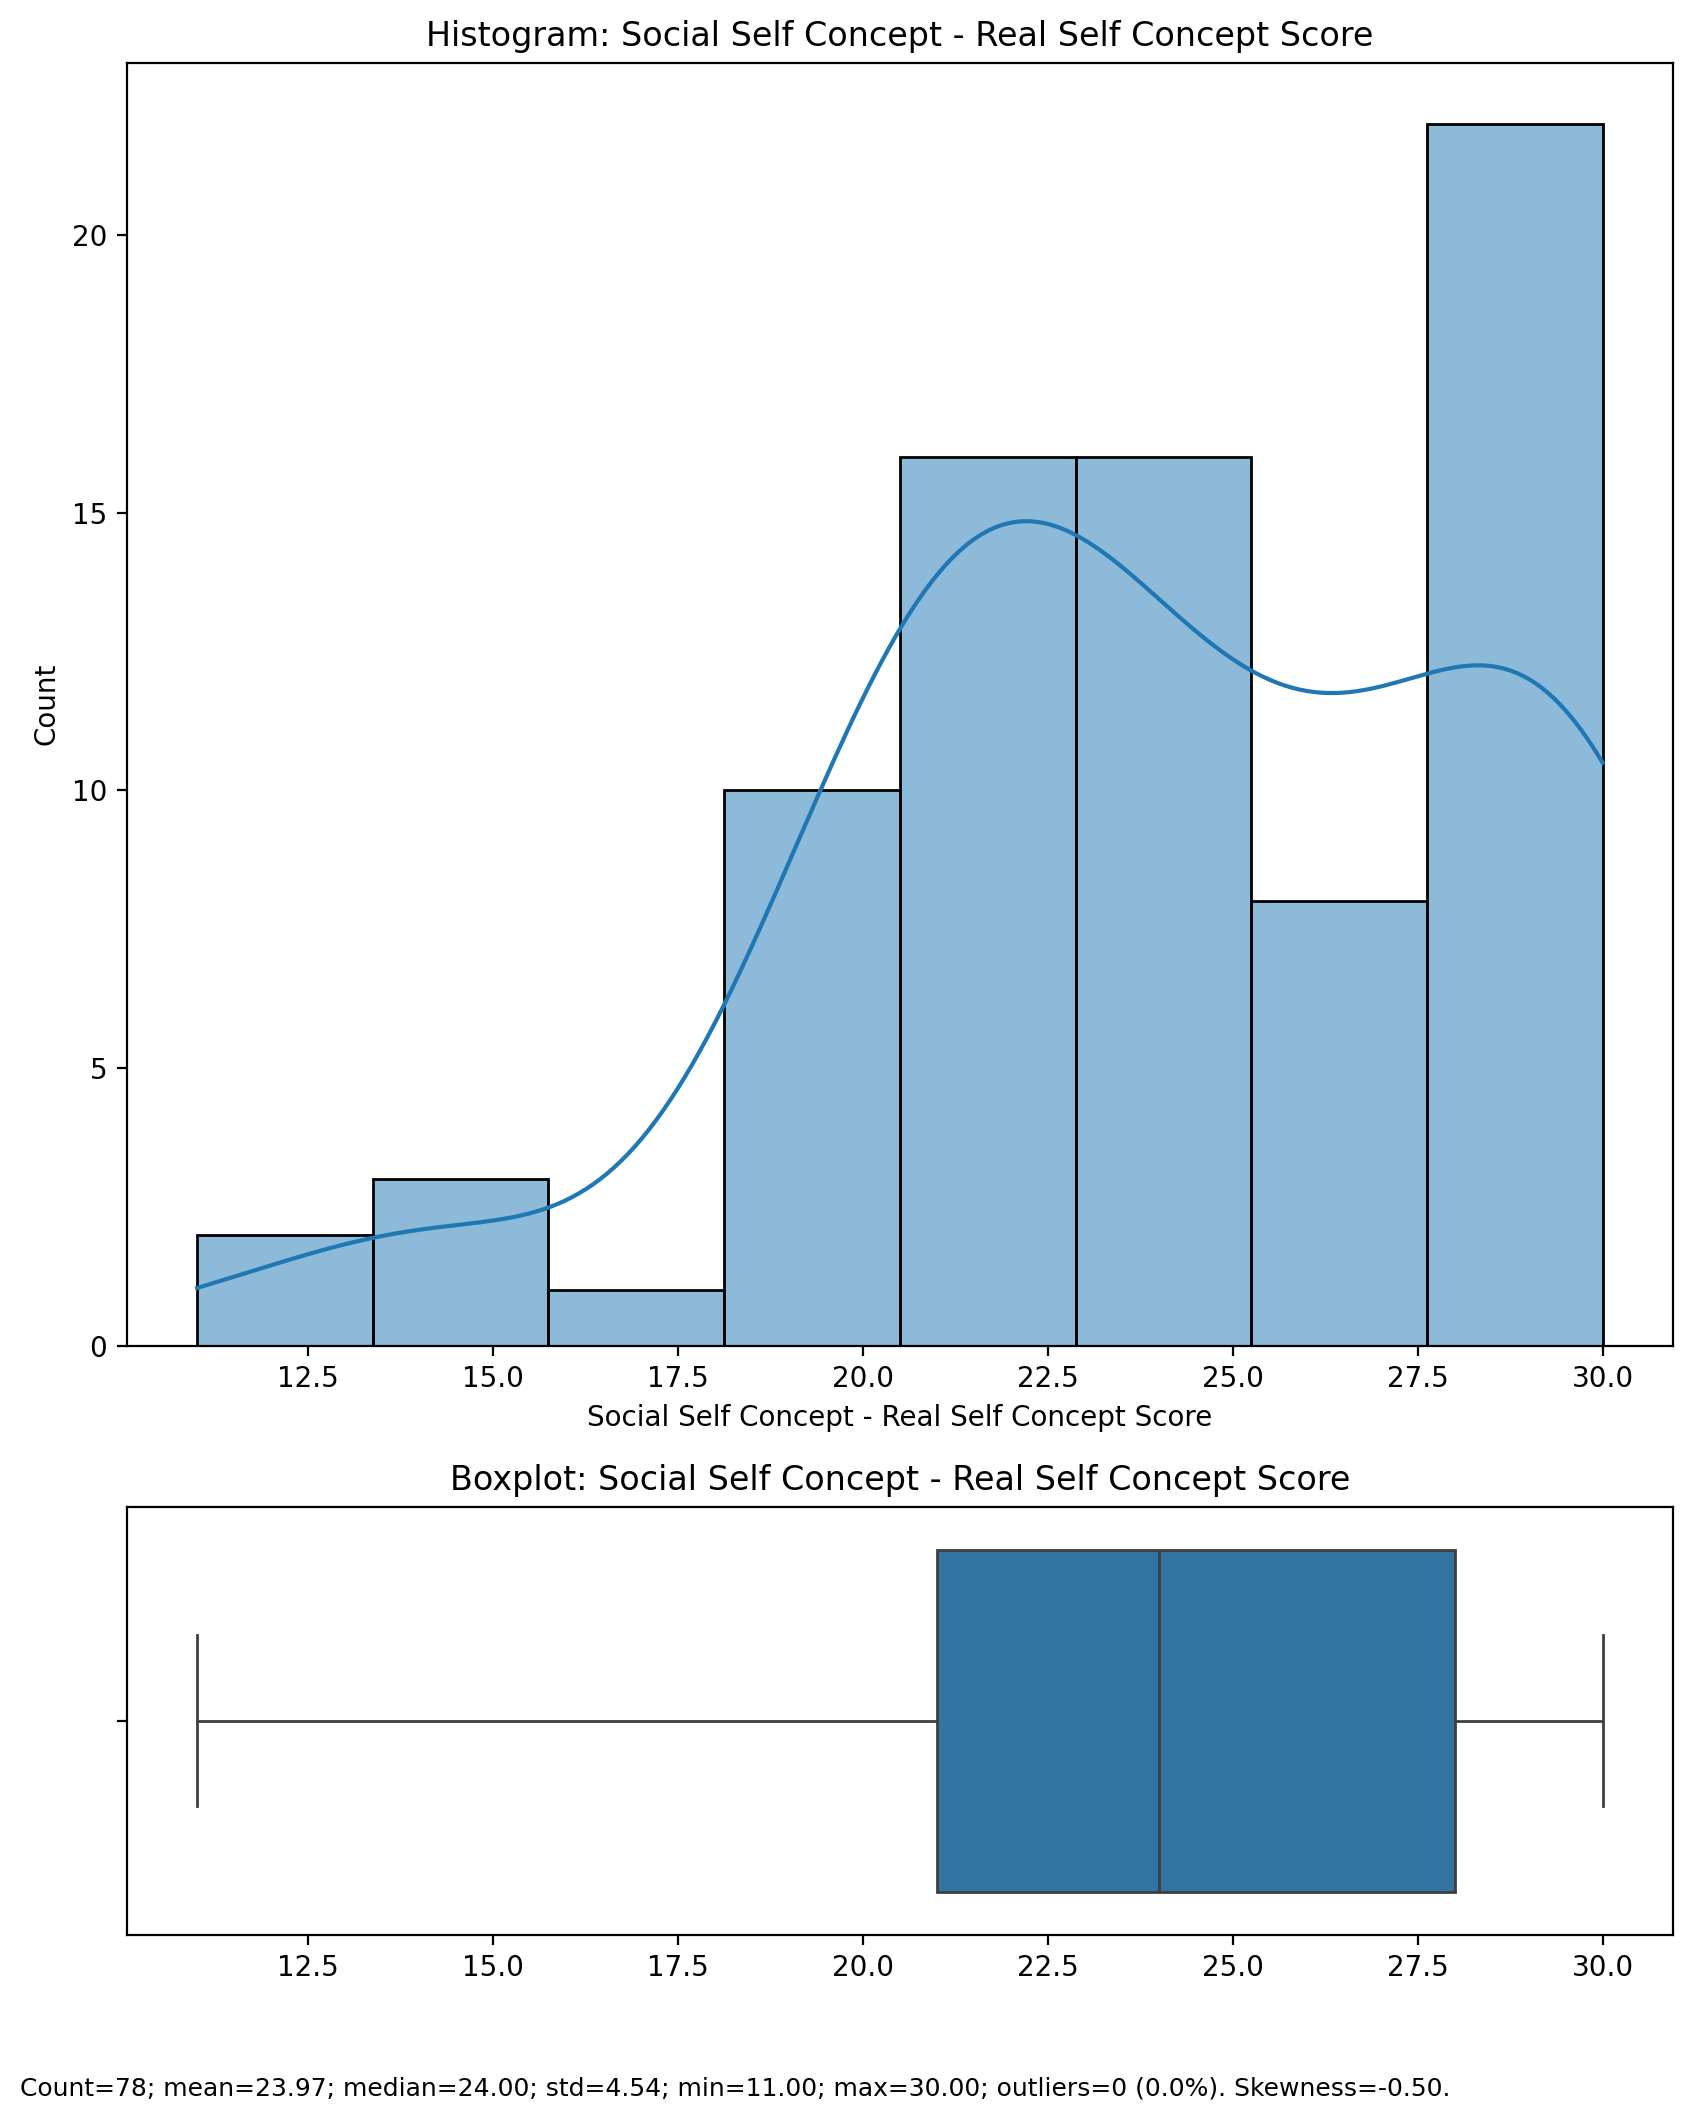 Histogram: Social Self Concept - Real Self Concept Score
20
15
10
5
0
Count
12.5 15.0 17.5 20.0 22.5 25.0 27.5 30.0
Social Self Concept - Real Self Concept Score
Boxplot: Social Self Concept - Real Self Concept Score
12.5 15.0 17.5 20.0 22.5 25.0 27.5 30.0
Count=78; mean=23.97; median=24.00; std=4.54; min=11.00; max=30.00; outliers=0 (0.0%). Skewness=-0.50.